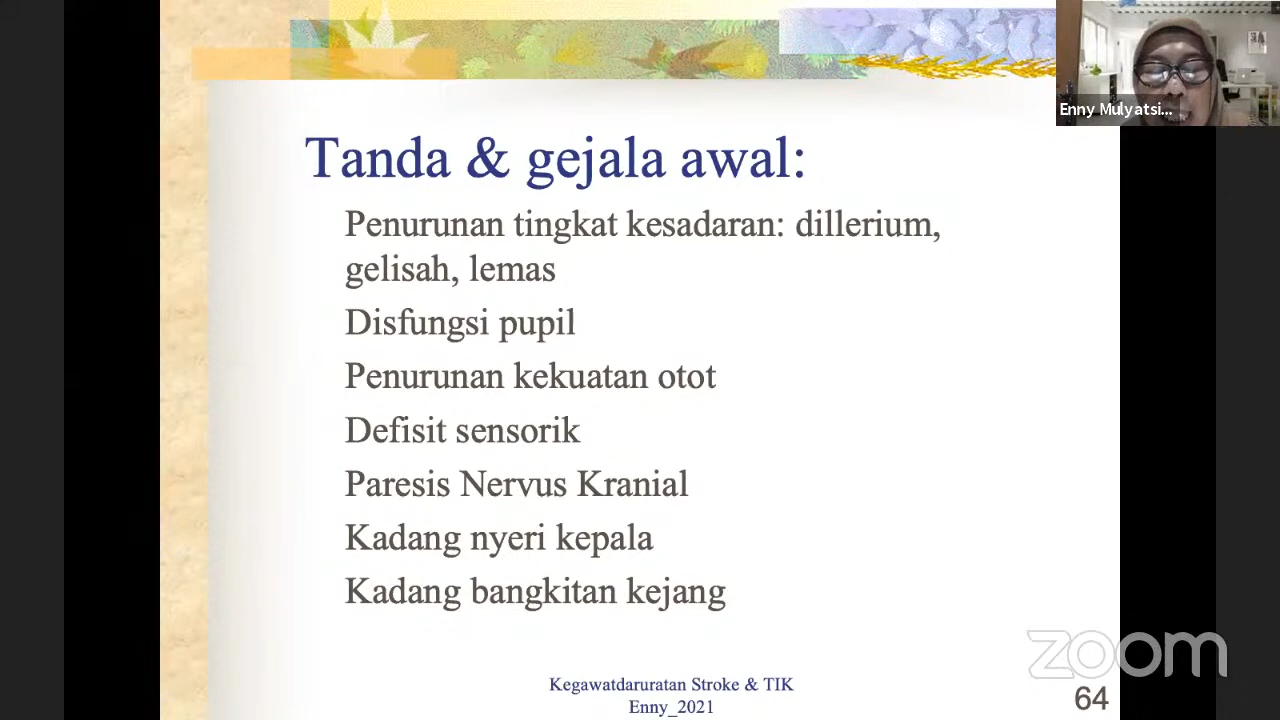 Enny Mulyatsi...
Tanda & gejala awal:
Penurunan tingkat kesadaran: dillerium,
gelisah, lemas
Disfungsi pupil
Penurunan kekuatan otot
Defisit sensorik
Paresis Nervus Kranial
Kadang nyeri kepala
Kadang bangkitan kejang
Kegawatdaruratan Stroke & TIK
Enny_2021
zoom
64